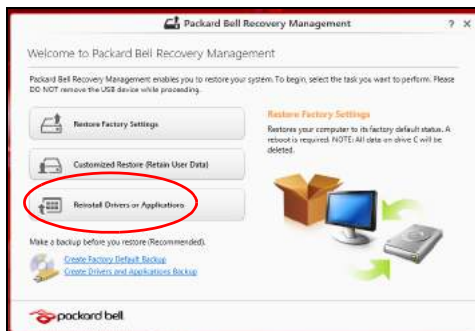 Packard Bell Recovery Management
? X
Welcome to Packard Bell Recovery Management
Packard Bell Recovery Management enables you to restore your system. To begin, select the task you want to perform. Please
DO NOT remove the USB device while proceeding.
Restore Factory Settings
Customized Restore (Retain User Data)
Reinstall Drivers or Applications
Restore Factory Settings
Restores your computer to its factory default status. A
reboot is required. NOTE: All data on drive C will be
deleted.
Make a backup before you restore (Recommended).
Create Factory Default Backup
Create Drivers and Applications Backup
packard bell